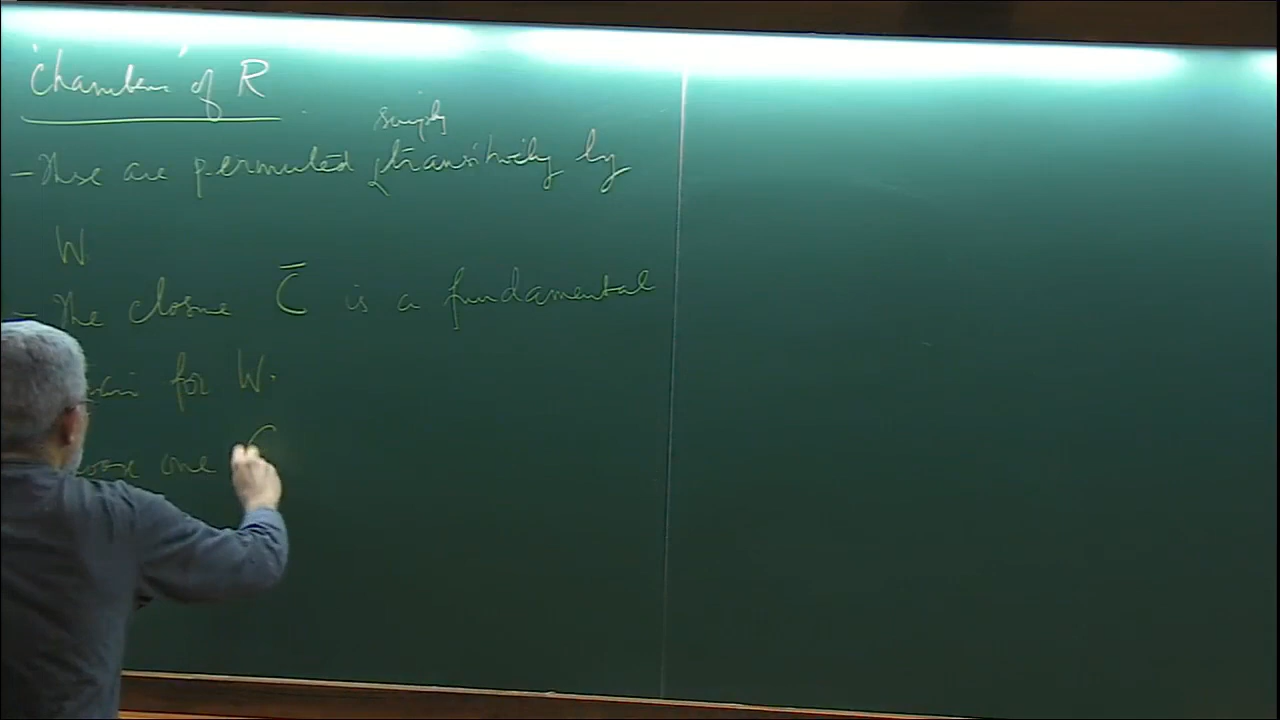 "Chambers" of R
simply
- These are permuted transitively by
W.
- The closure C̄ is a fundamental
for W.
one C